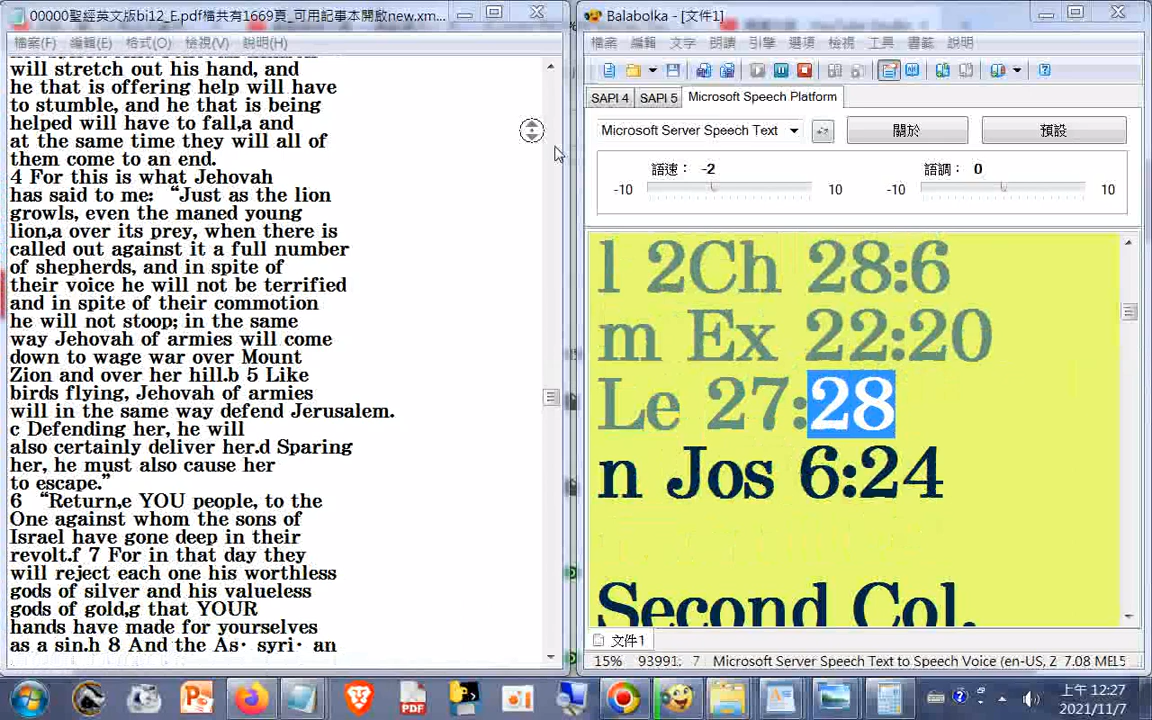 00000聖經英文版bi12_E.pdf檔共有1669頁_可用記事本開啟new.xm...
檔案(F) 編輯(E) 格式(O) 檢視(V) 說明(H)
will stretch out his hand, and
he that is offering help will have
to stumble, and he that is being
helped will have to fall,a and
at the same time they will all of
them come to an end.
4 For this is what Jehovah
has said to me: “Just as the lion
growls, even the maned young
lion,a over its prey, when there is
called out against it a full number
of shepherds, and in spite of
their voice he will not be terrified
and in spite of their commotion
he will not stoop; in the same
way Jehovah of armies will come
down to wage war over Mount
Zion and over her hill.b 5 Like
birds flying, Jehovah of armies
will in the same way defend Jerusalem.
c Defending her, he will
also certainly deliver her.d Sparing
her, he must also cause her
to escape.”
6 “Return,e YOU people, to the
One against whom the sons of
Israel have gone deep in their
revolt.f 7 For in that day they
will reject each one his worthless
gods of silver and his valueless
gods of gold,g that YOUR
hands have made for yourselves
as a sin.h 8 And the As· syri· an
Balabolka - [文件1]
檔案 編輯 文字 朗讀 引擎 選項 檢視 工具 書籤 說明
SAPI 4 SAPI 5 Microsoft Speech Platform
Microsoft Server Speech Text 關於 預設
語速： -2 語調： 0
-10 10 -10 10
l 2Ch 28:6
m Ex 22:20
Le 27:28
n Jos 6:24
Second Col.
文件1
15% 93991: 7 Microsoft Server Speech Text to Speech Voice (en-US, Z 7.08 МЕБ
PDF
上午 12:27
2021/11/7